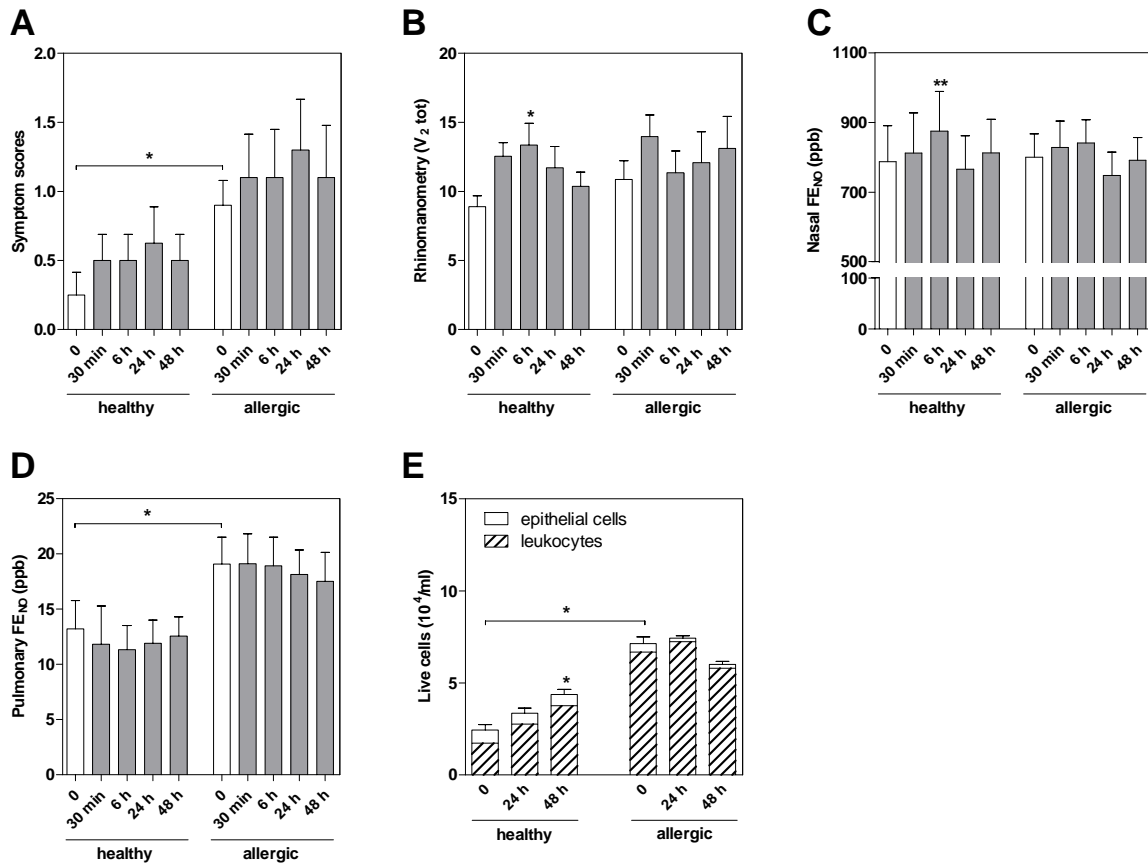 A
2.0
1.5
1.0
0.5
0.0
Symptom scores
*
0
30 min
6 h
24 h
48 h
0
30 min
6 h
24 h
48 h
healthy
allergic
B
20
15
10
5
0
Rhinomanometry (V2 tot)
*
0
30 min
6 h
24 h
48 h
0
30 min
6 h
24 h
48 h
healthy
allergic
C
1100
900
700
500
100
0
Nasal FENO (ppb)
**
0
30 min
6 h
24 h
48 h
0
30 min
6 h
24 h
48 h
healthy
allergic
D
25
20
15
10
5
0
Pulmonary FENO (ppb)
*
0
30 min
6 h
24 h
48 h
0
30 min
6 h
24 h
48 h
healthy
allergic
E
15
10
5
0
Live cells (10^4/ml)
epithelial cells
leukocytes
*
*
0
24 h
48 h
0
24 h
48 h
healthy
allergic